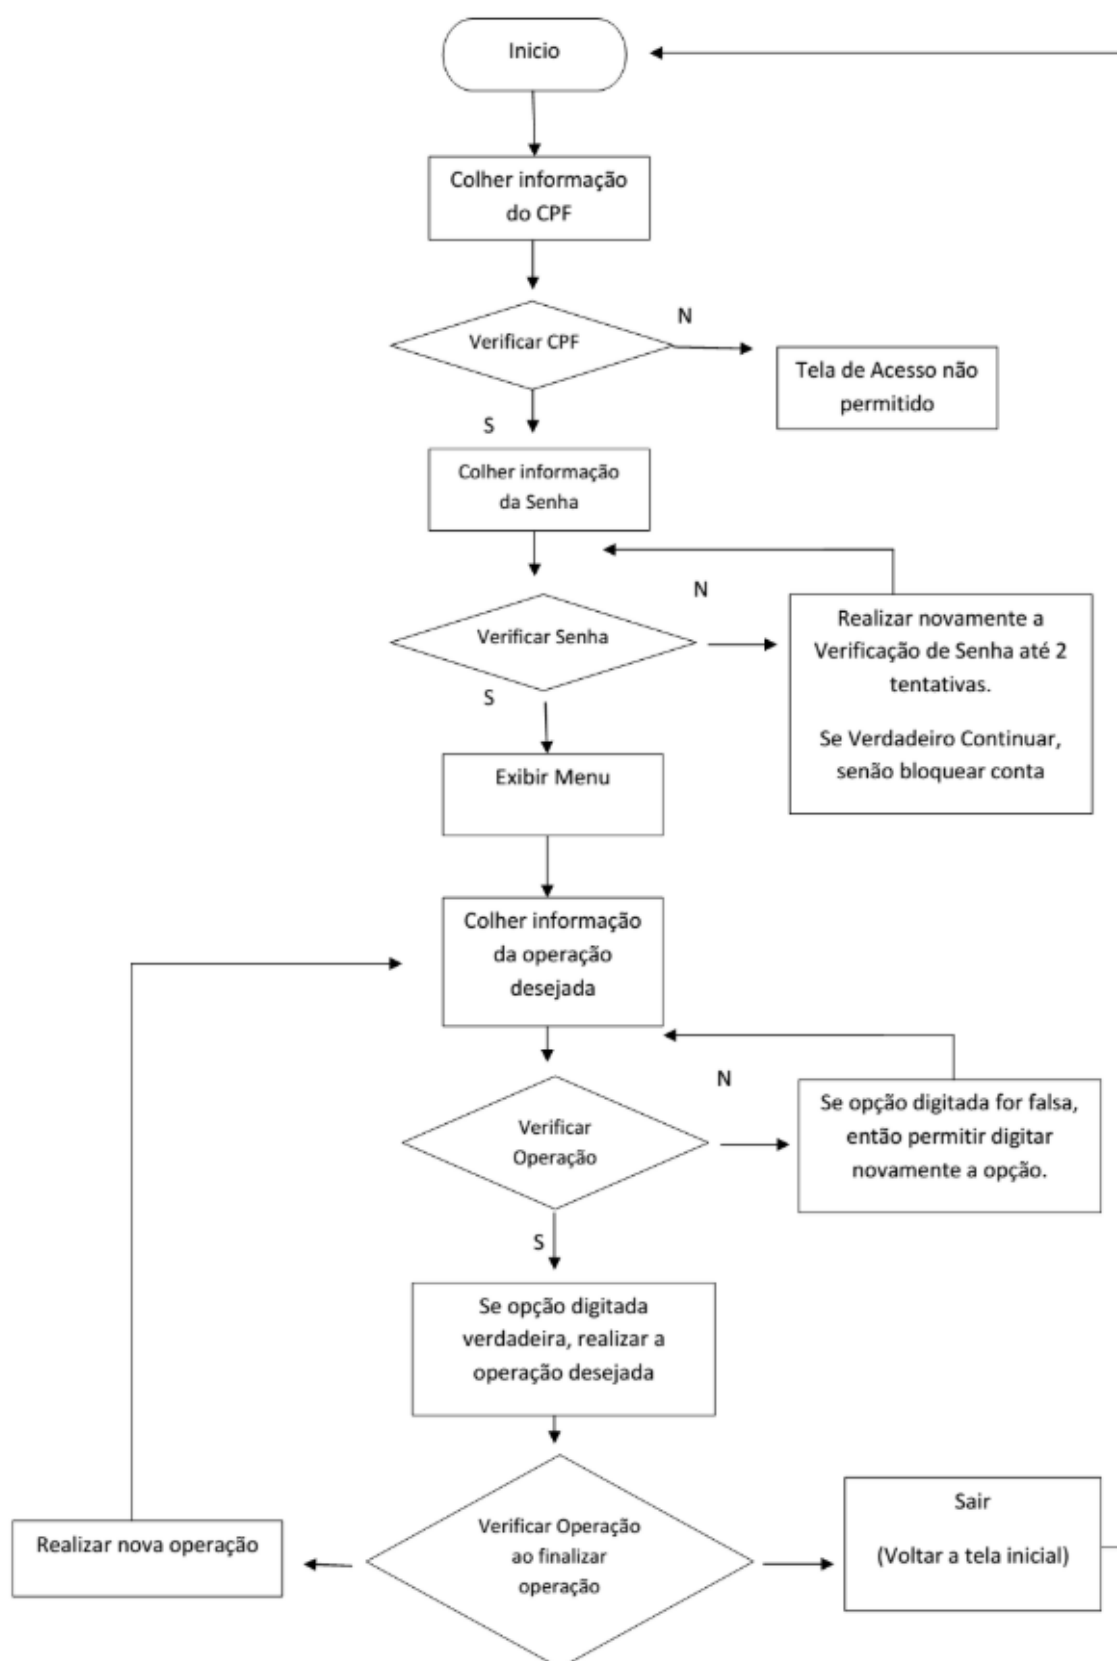 Inicio
Colher informação
do CPF
Verificar CPF
N
Tela de Acesso não
permitido
S
Colher informação
da Senha
Verificar Senha
N
Realizar novamente a
Verificação de Senha até 2
tentativas.
Se Verdadeiro Continuar,
senão bloquear conta
S
Exibir Menu
Colher informação
da operação
desejada
Verificar
Operação
N
Se opção digitada for falsa,
então permitir digitar
novamente a opção.
S
Se opção digitada
verdadeira, realizar a
operação desejada
Verificar Operação
ao finalizar
operação
Realizar nova operação
Sair
(Voltar a tela inicial)